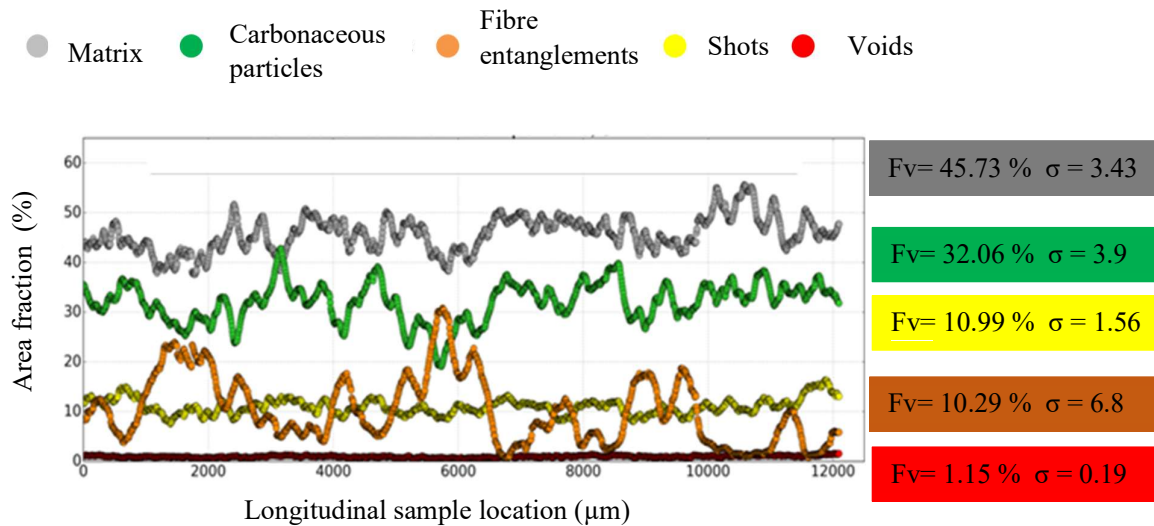 Matrix
Carbonaceous
particles
Fibre
entanglements
Shots
Voids
Area fraction (%)
60
50
40
30
20
10
0
0 2000 4000 6000 8000 10000 12000
Longitudinal sample location (μm)
Fv= 45.73 % σ = 3.43
Fv= 32.06 % σ = 3.9
Fv= 10.99 % σ = 1.56
Fv= 10.29 % σ = 6.8
Fv= 1.15 % σ = 0.19